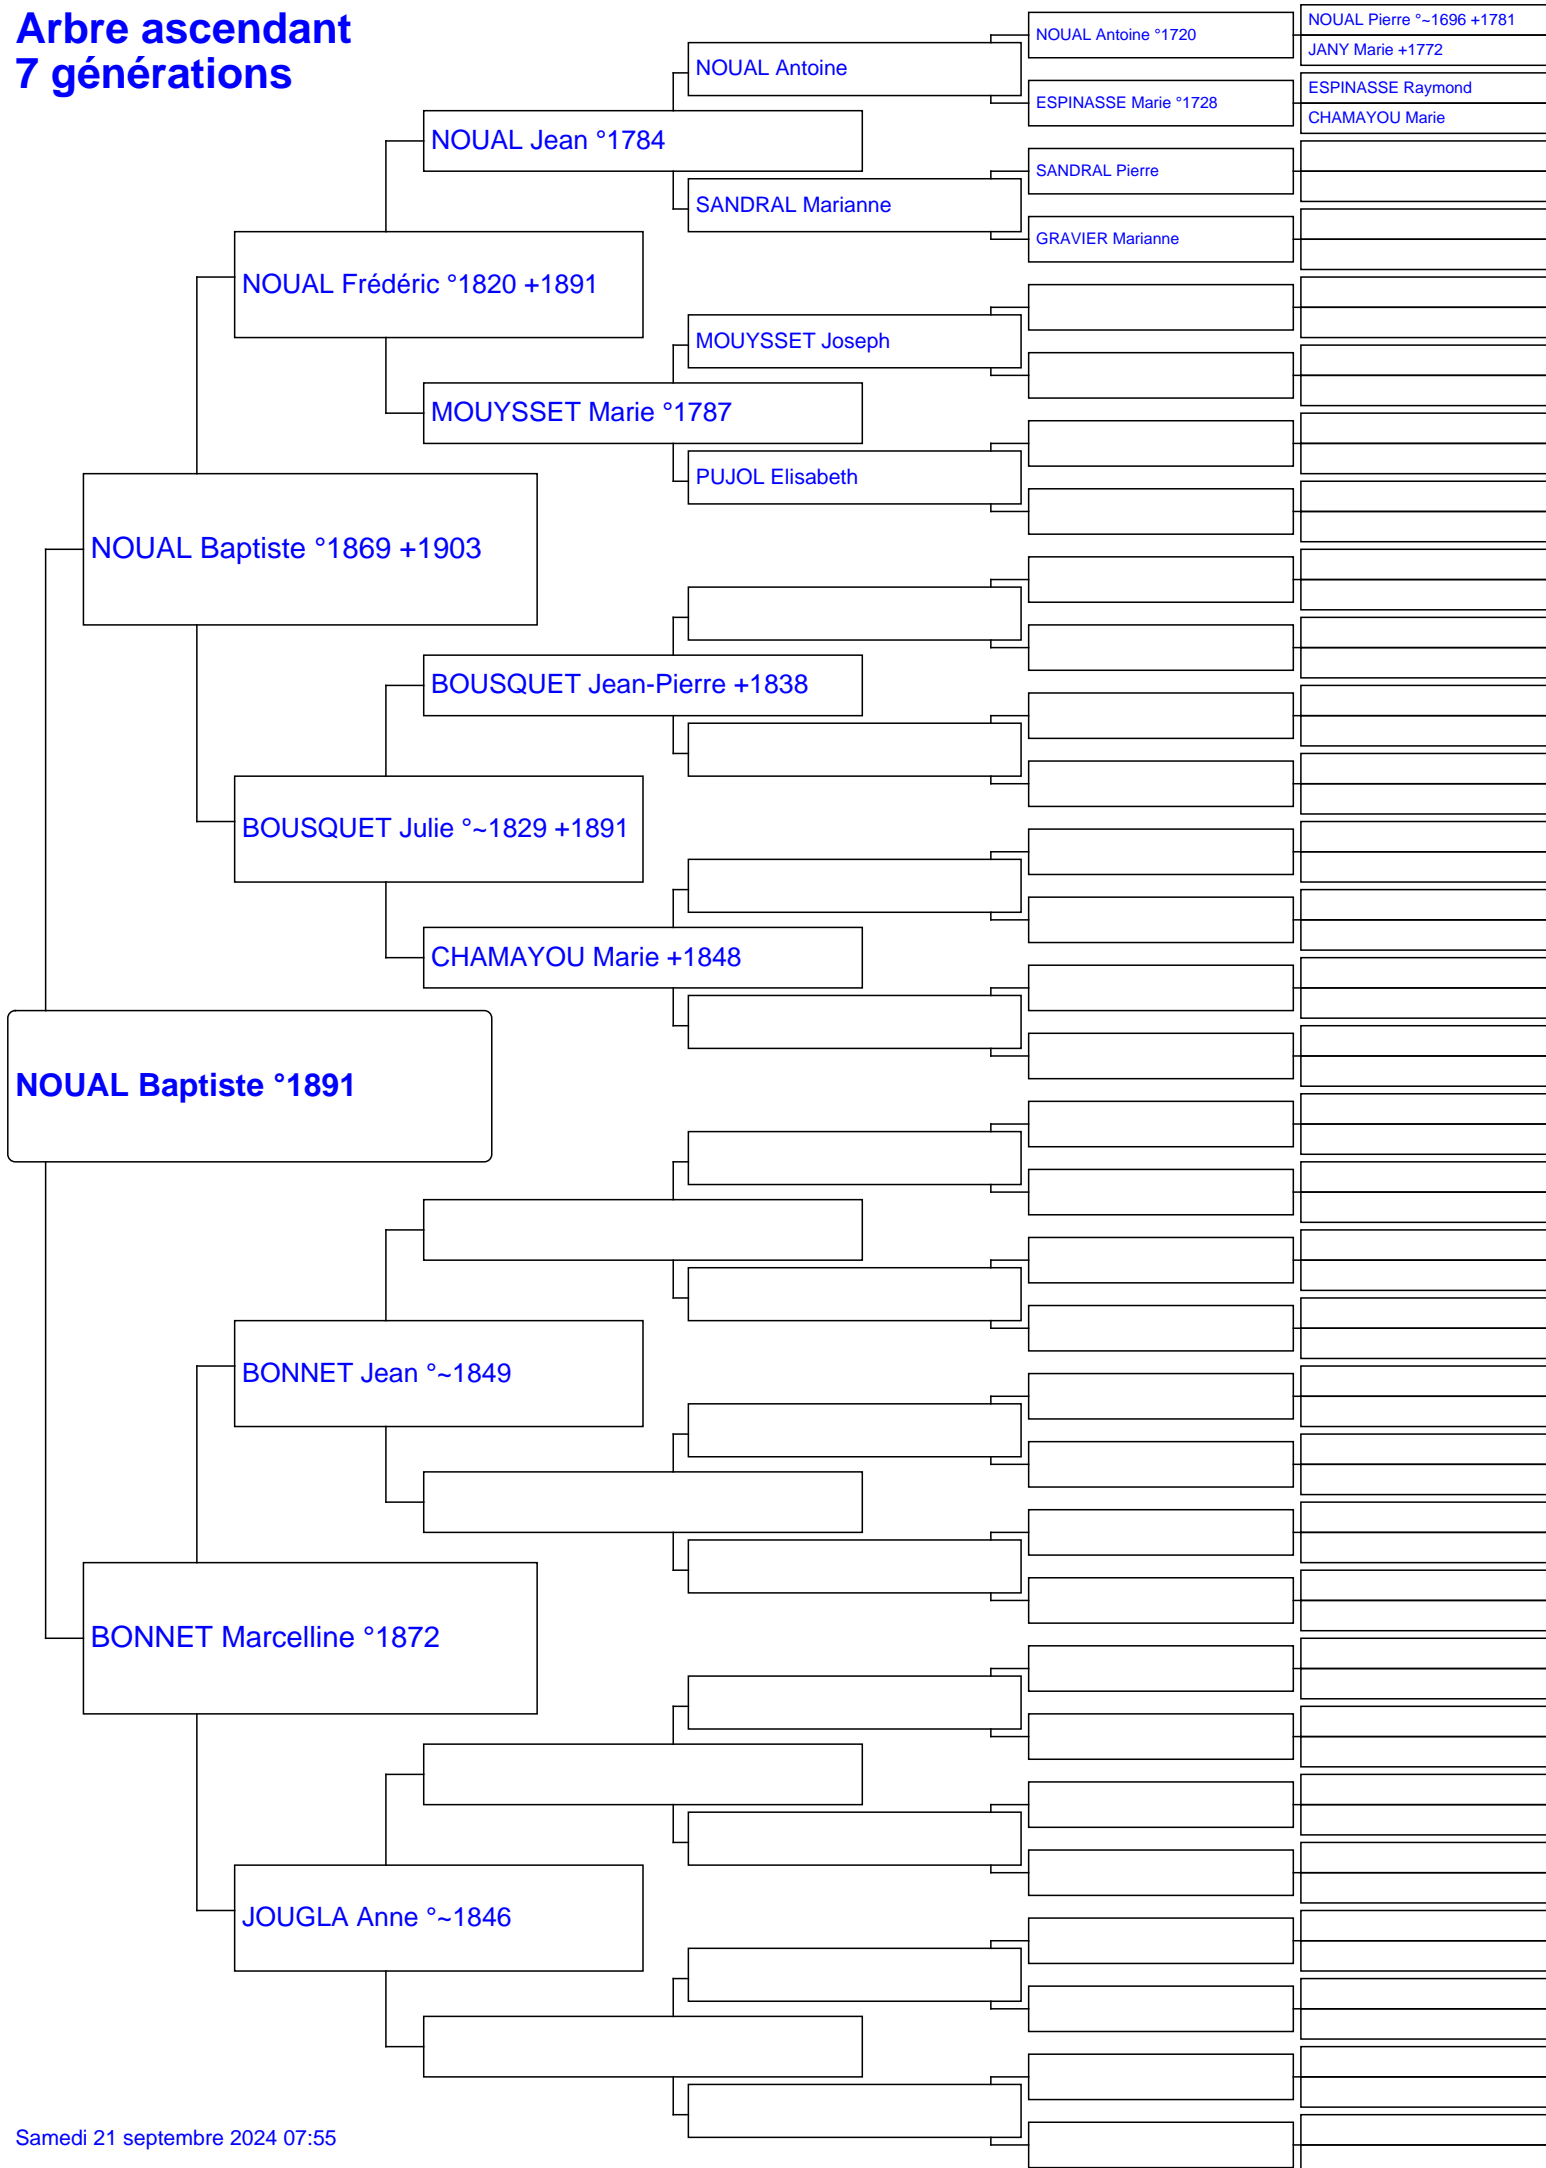 Arbre ascendant
7 générations
NOUAL Pierre °~1696 +1781
NOUAL Antoine °1720
JANY Marie +1772
NOUAL Antoine
ESPINASSE Raymond
ESPINASSE Marie °1728
CHAMAYOU Marie
NOUAL Jean °1784
SANDRAL Pierre
SANDRAL Marianne
GRAVIER Marianne
NOUAL Frédéric °1820 +1891
MOUYSSET Joseph
MOUYSSET Marie °1787
PUJOL Elisabeth
NOUAL Baptiste °1869 +1903
BOUSQUET Jean-Pierre +1838
BOUSQUET Julie °~1829 +1891
CHAMAYOU Marie +1848
NOUAL Baptiste °1891
BONNET Jean °~1849
BONNET Marcelline °1872
JOUGLA Anne °~1846
Samedi 21 septembre 2024 07:55